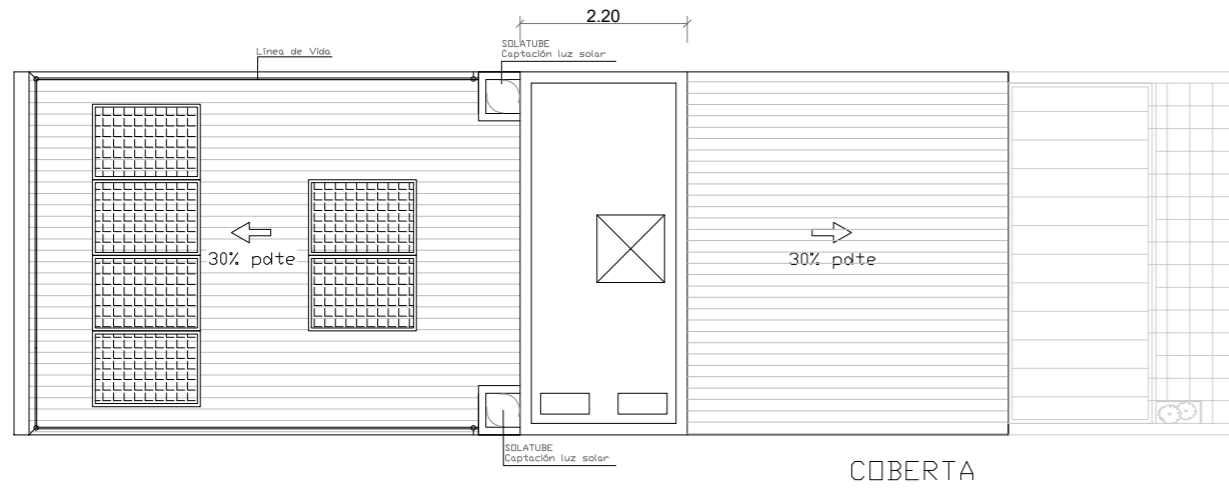 2.20
Línea de Vida
SOLATUBE
Captación luz solar
30% pdte
30% pdte
SOLATUBE
Captación luz solar
COBERTA